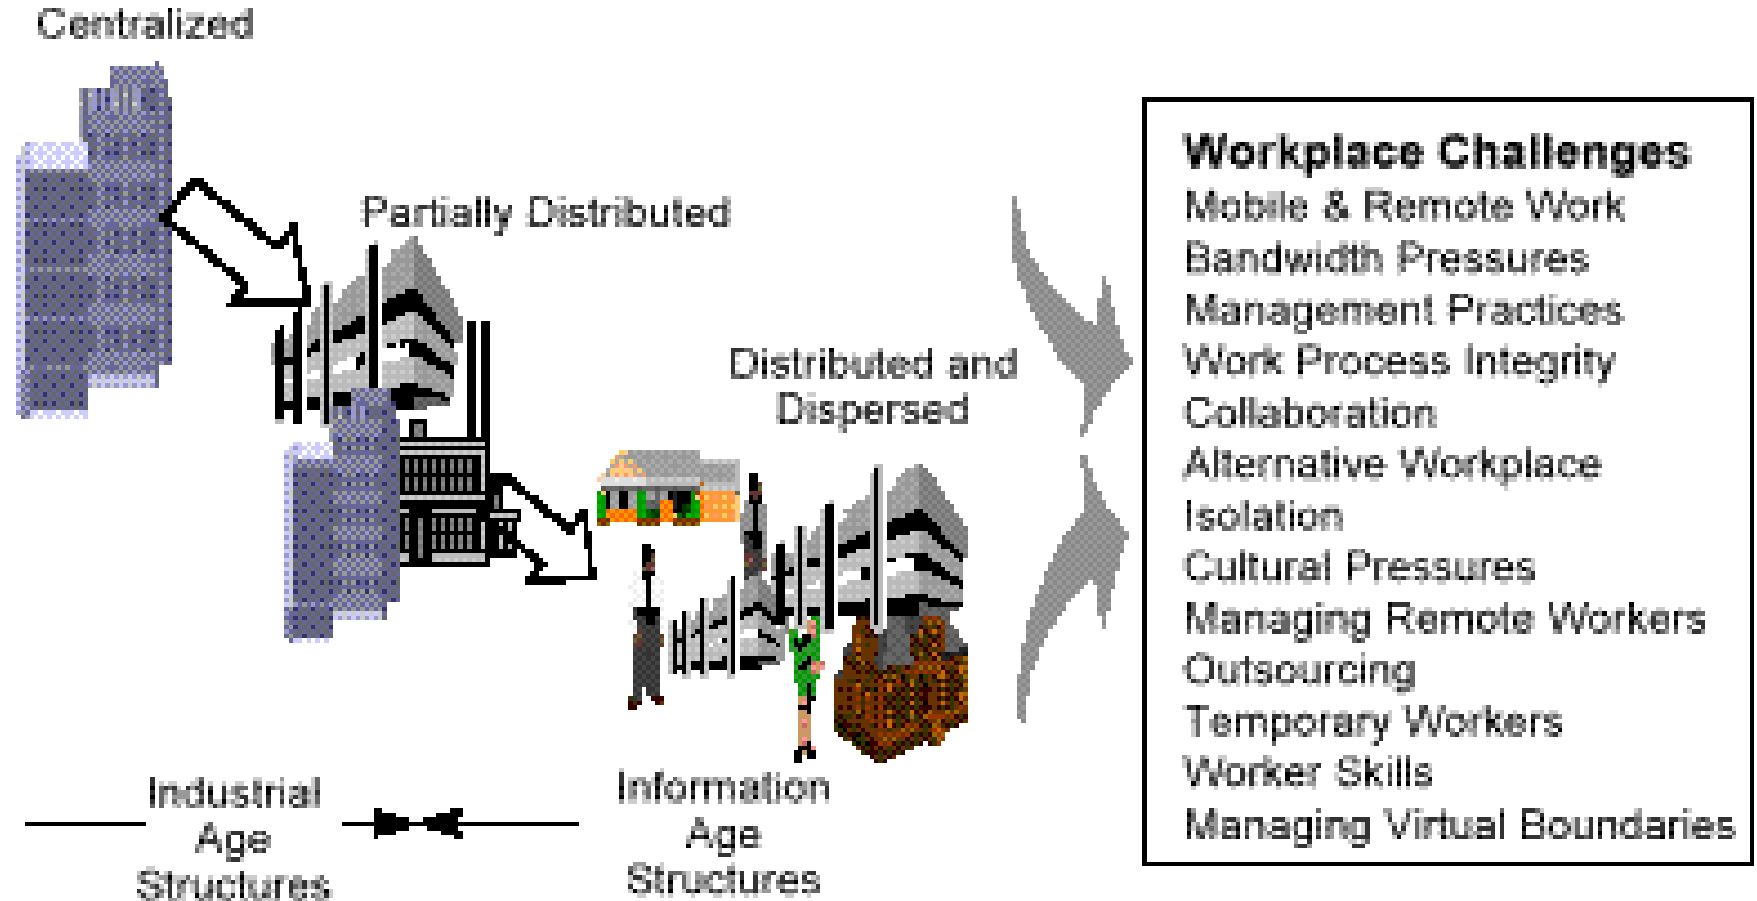 Centralized
Partially Distributed
Distributed and
Dispersed
Industrial
Age
Structures
Information
Age
Structures
Workplace Challenges
Mobile & Remote Work
Bandwidth Pressures
Management Practices
Work Process Integrity
Collaboration
Alternative Workplace
Isolation
Cultural Pressures
Managing Remote Workers
Outsourcing
Temporary Workers
Worker Skills
Managing Virtual Boundaries